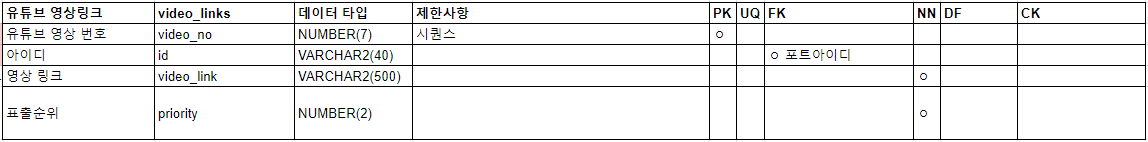 유튜브 영상링크 video_links 데이터 타입 제한사항 PK UQ FK NN DF CK
유튜브 영상 번호 video_no NUMBER(7) 시퀀스 ○
아이디 id VARCHAR2(40) ○ 포트아이디
영상 링크 video_link VARCHAR2(500) ○
표출순위 priority NUMBER(2) ○